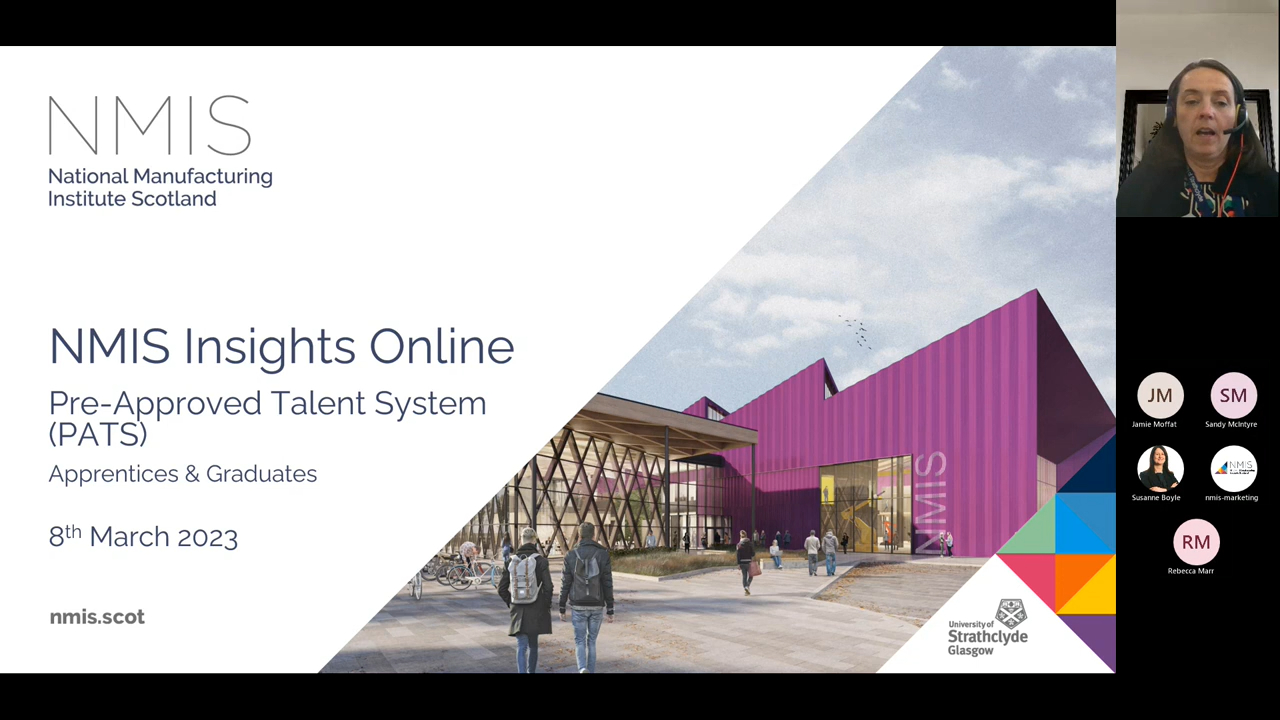 NMIS
National Manufacturing
Institute Scotland
NMIS Insights Online
Pre-Approved Talent System
(PATS)
Apprentices & Graduates
8th March 2023
nmis.scot
NMIS
University of
Strathclyde
Glasgow
JM
Jamie Moffat
SM
Sandy McIntyre
Susanne Boyle
NMIS
nmis-marketing
RM
Rebecca Marr